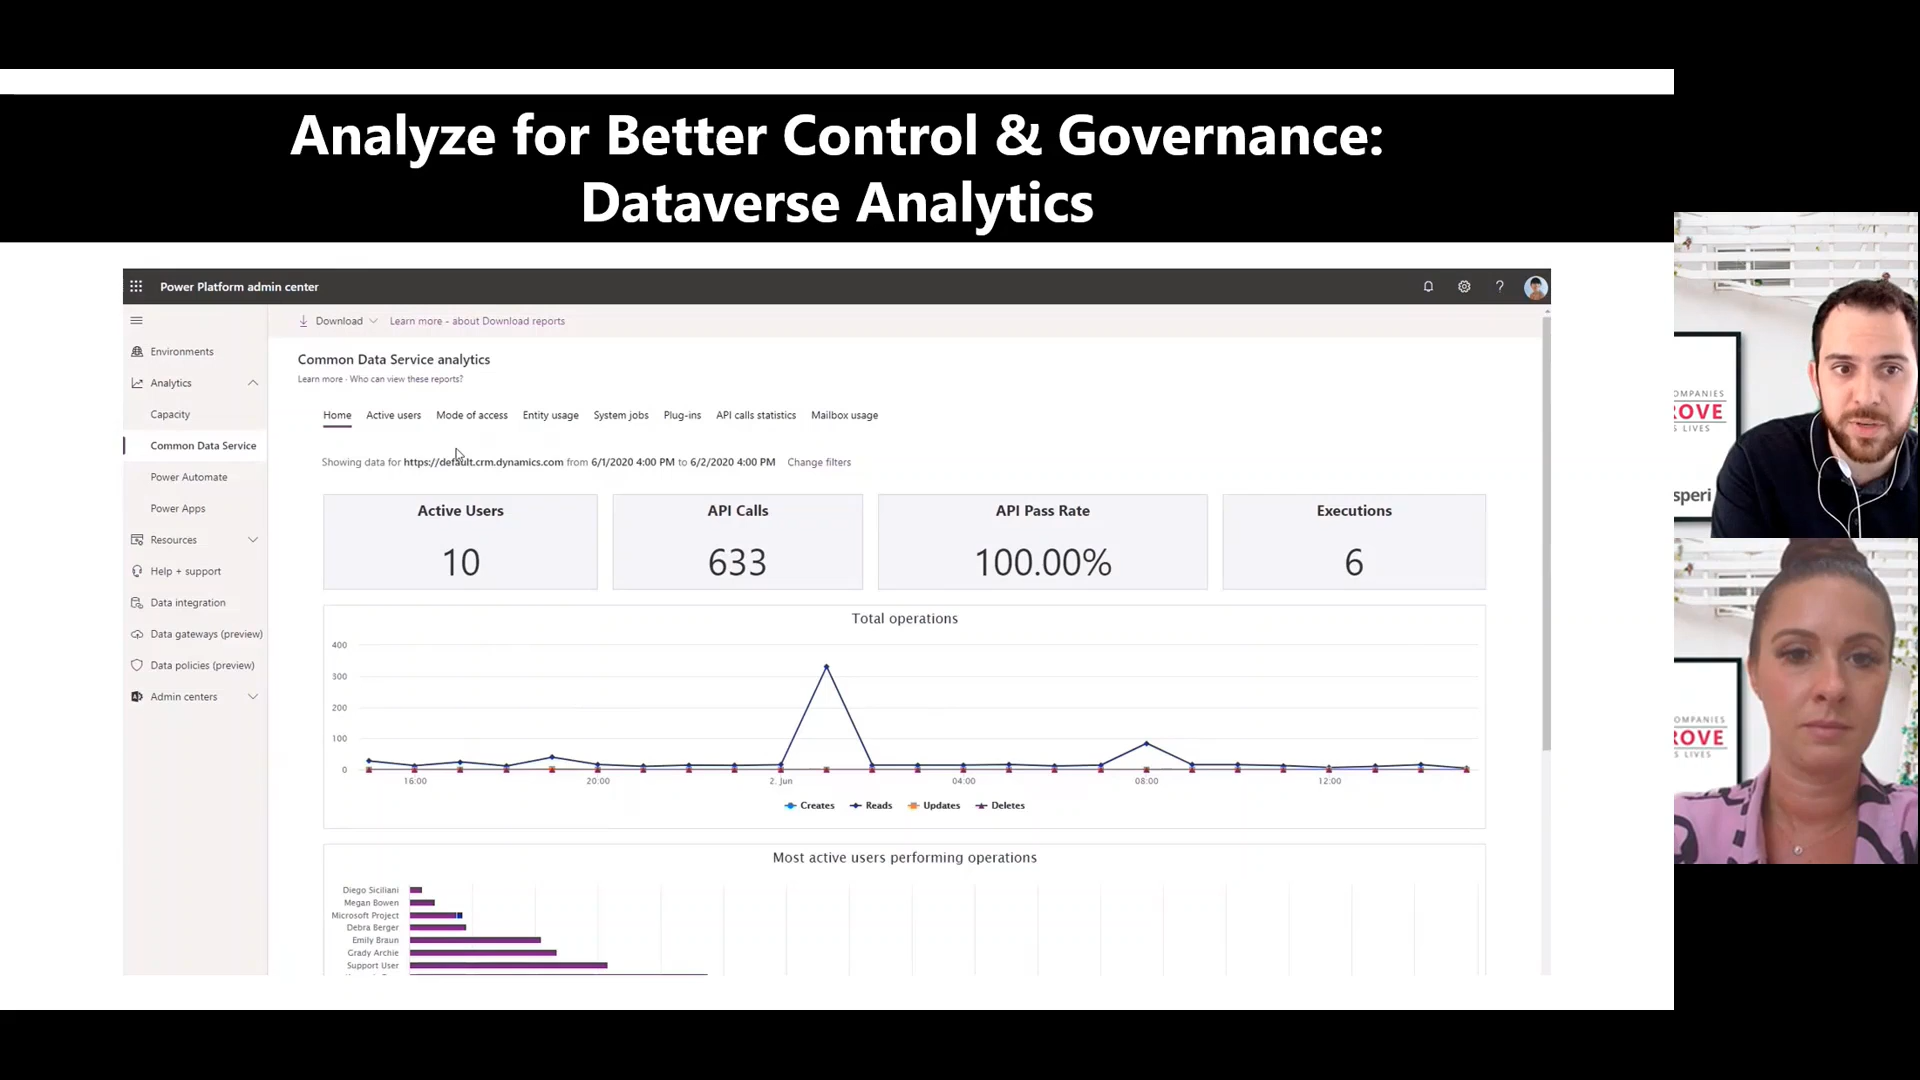 Analyze for Better Control & Governance:
Dataverse Analytics
Power Platform admin center
?
Download
Learn more - about Download reports
Environments
Analytics
Capacity
Common Data Service
Power Automate
Power Apps
Resources
Help + support
Data integration
Data gateways (preview)
Data policies (preview)
Admin centers
Common Data Service analytics
Learn more - Who can view these reports?
Home Active users Mode of access Entity usage System jobs Plug-ins API calls statistics Mailbox usage
Showing data for https://default.crm.dynamics.com from 6/1/2020 4:00 PM to 6/2/2020 4:00 PM Change filters
Active Users
10
API Calls
633
API Pass Rate
100.00%
Executions
6
Total operations
400
300
200
100
0
16:00 20:00 2. Jun 04:00 08:00 12:00
Creates Reads Updates Deletes
Most active users performing operations
Diego Siciliani
Megan Bowen
Microsoft Project
Debra Berger
Emily Braun
Grady Archie
Support User
OMPANIES
ROVE
S LIVES
speri
OMPANIES
ROVE
S LIVES